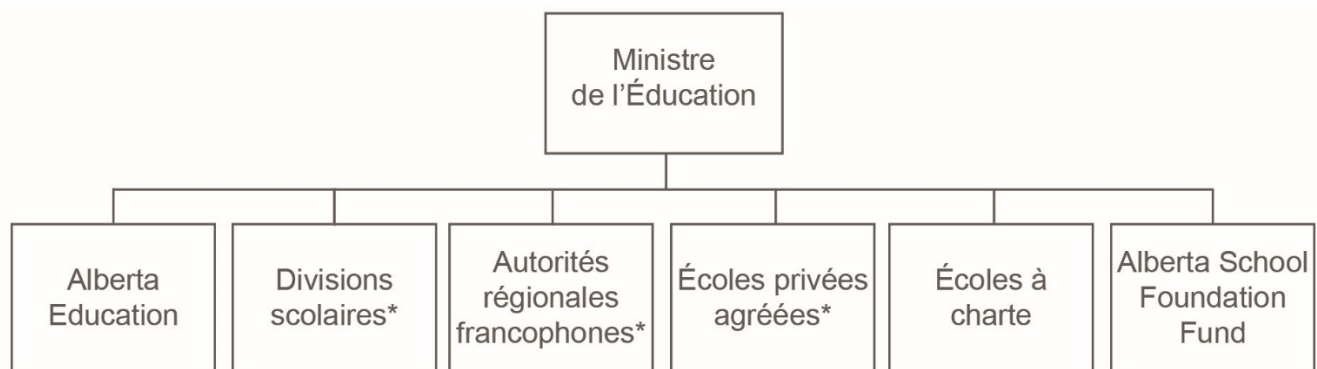 Ministre
de l'Éducation
Alberta
Education
Divisions
scolaires*
Autorités
régionales
francophones*
Écoles privées
agréées*
Écoles à
charte
Alberta School
Foundation
Fund